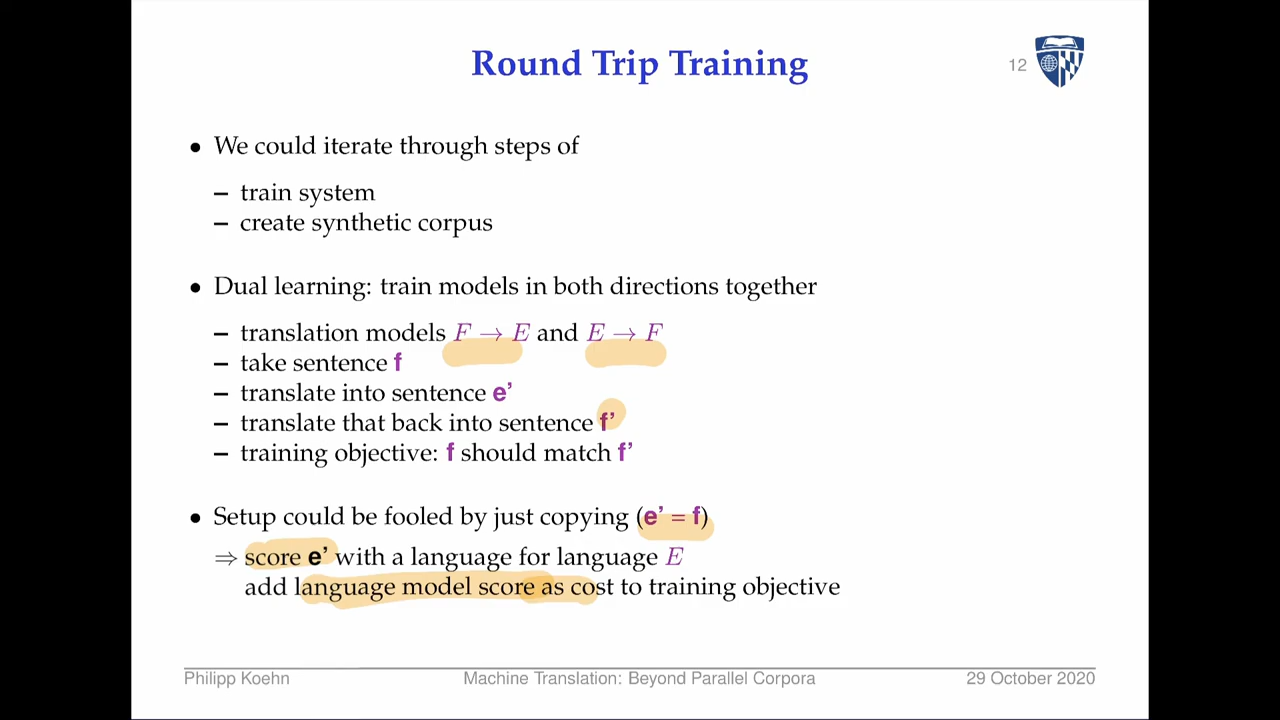 Round Trip Training
12
• We could iterate through steps of
– train system
– create synthetic corpus
• Dual learning: train models in both directions together
– translation models F → E and E → F
– take sentence f
– translate into sentence e'
– translate that back into sentence f'
– training objective: f should match f'
• Setup could be fooled by just copying (e' = f)
⇒ score e' with a language for language E
add language model score as cost to training objective
Philipp Koehn
Machine Translation: Beyond Parallel Corpora
29 October 2020